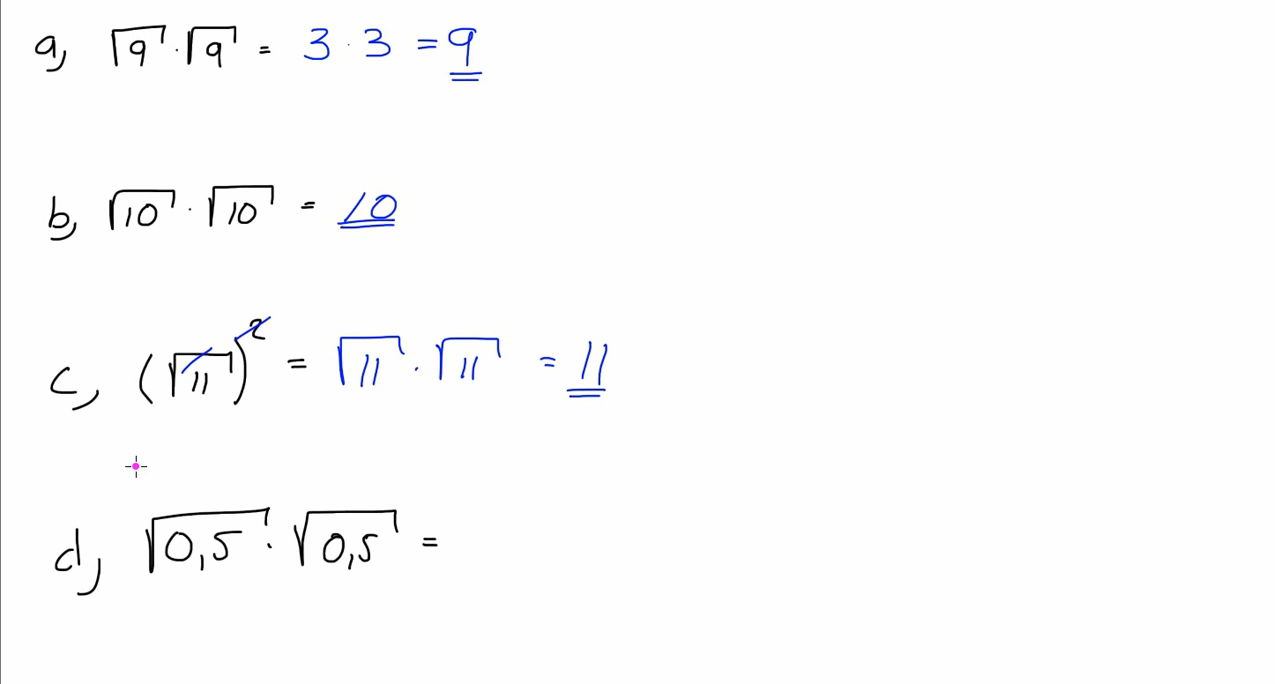 a, √9 · √9 = 3 · 3 = 9
b, √10 · √10 = 10
c, (√11)² = √11 · √11 = 11
d, √0,5 · √0,5 =